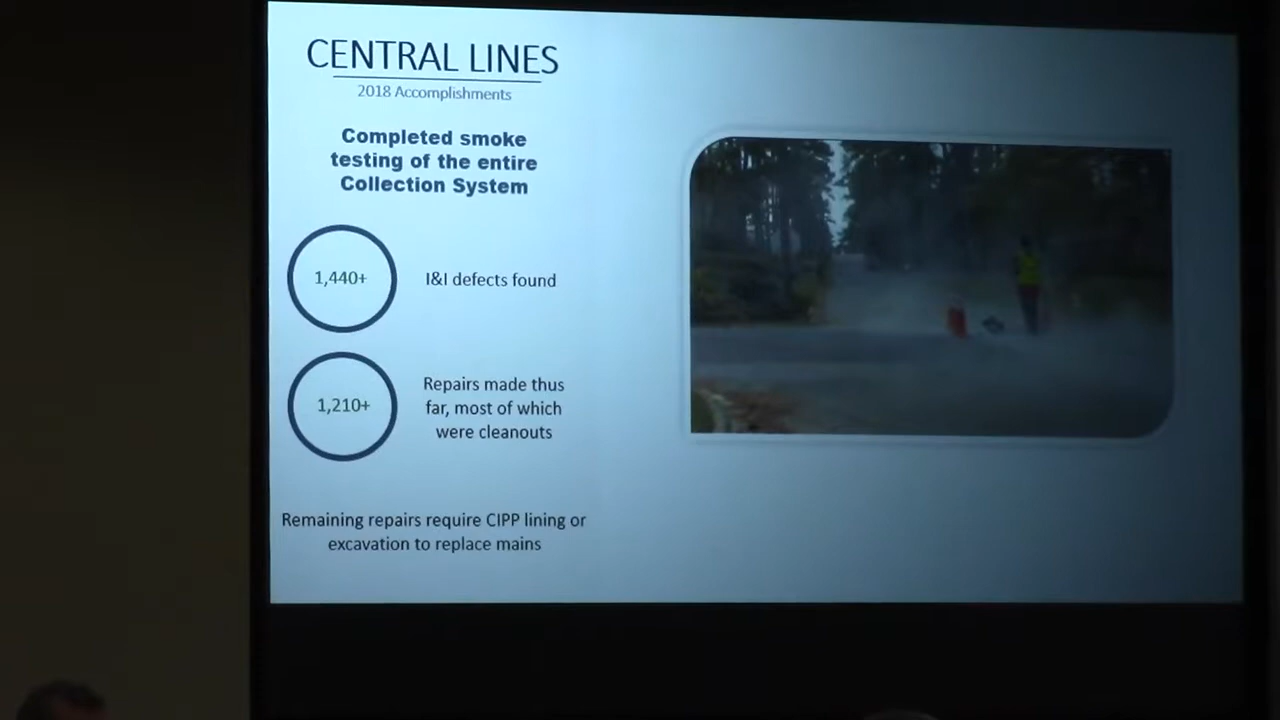 CENTRAL LINES
2018 Accomplishments
Completed smoke
testing of the entire
Collection System
1,440+
I&I defects found
1,210+
Repairs made thus
far, most of which
were cleanouts
Remaining repairs require CIPP lining or
excavation to replace mains